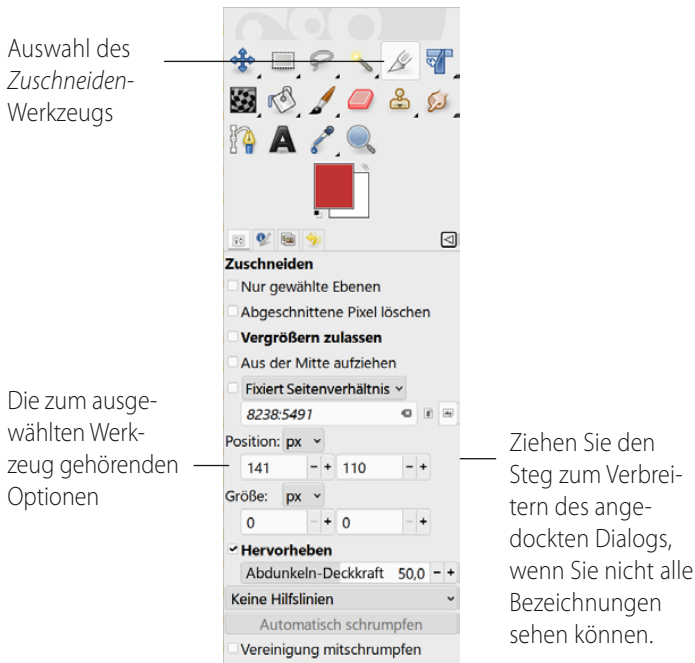 Auswahl des
Zuschneiden-
Werkzeugs
Zuschneiden
Nur gewählte Ebenen
Abgeschnittene Pixel löschen
Vergrößern zulassen
Aus der Mitte aufziehen
Fixiert Seitenverhältnis
8238:5491
Position: px
141 - + 110 - +
Größe: px
0 - + 0 - +
Hervorheben
Abdunkeln-Deckkraft 50,0 - +
Keine Hilfslinien
Automatisch schrumpfen
Vereinigung mitschrumpfen
Die zum ausge-
wählten Werk-
zeug gehörenden
Optionen
Ziehen Sie den
Steg zum Verbrei-
tern des ange-
dockten Dialogs,
wenn Sie nicht alle
Bezeichnungen
sehen können.